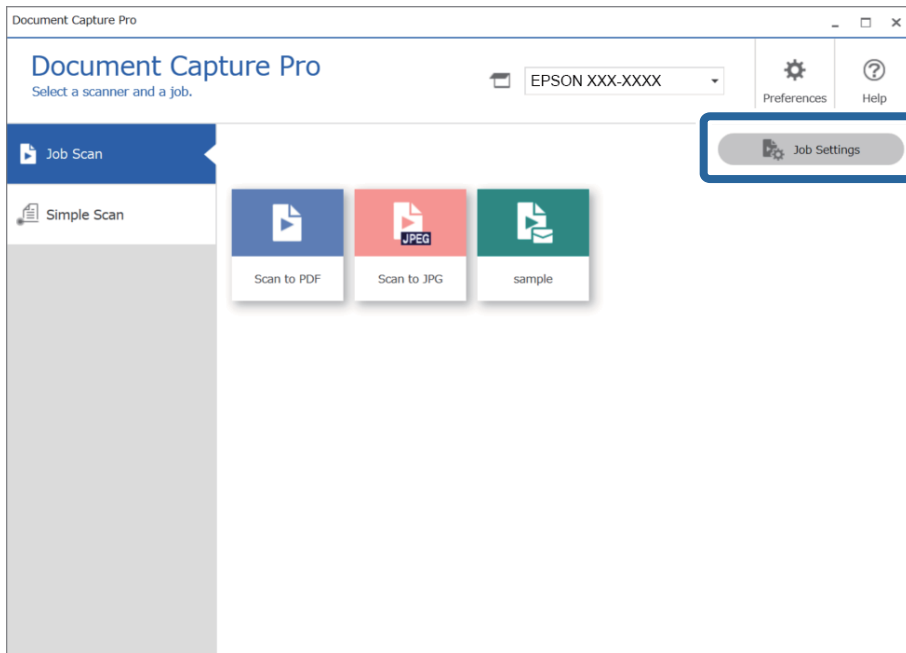 Document Capture Pro
Document Capture Pro
Select a scanner and a job.
EPSON XXX-XXXX
Preferences
Help
Job Scan
Job Settings
Simple Scan
JPEG
Scan to PDF
Scan to JPG
sample